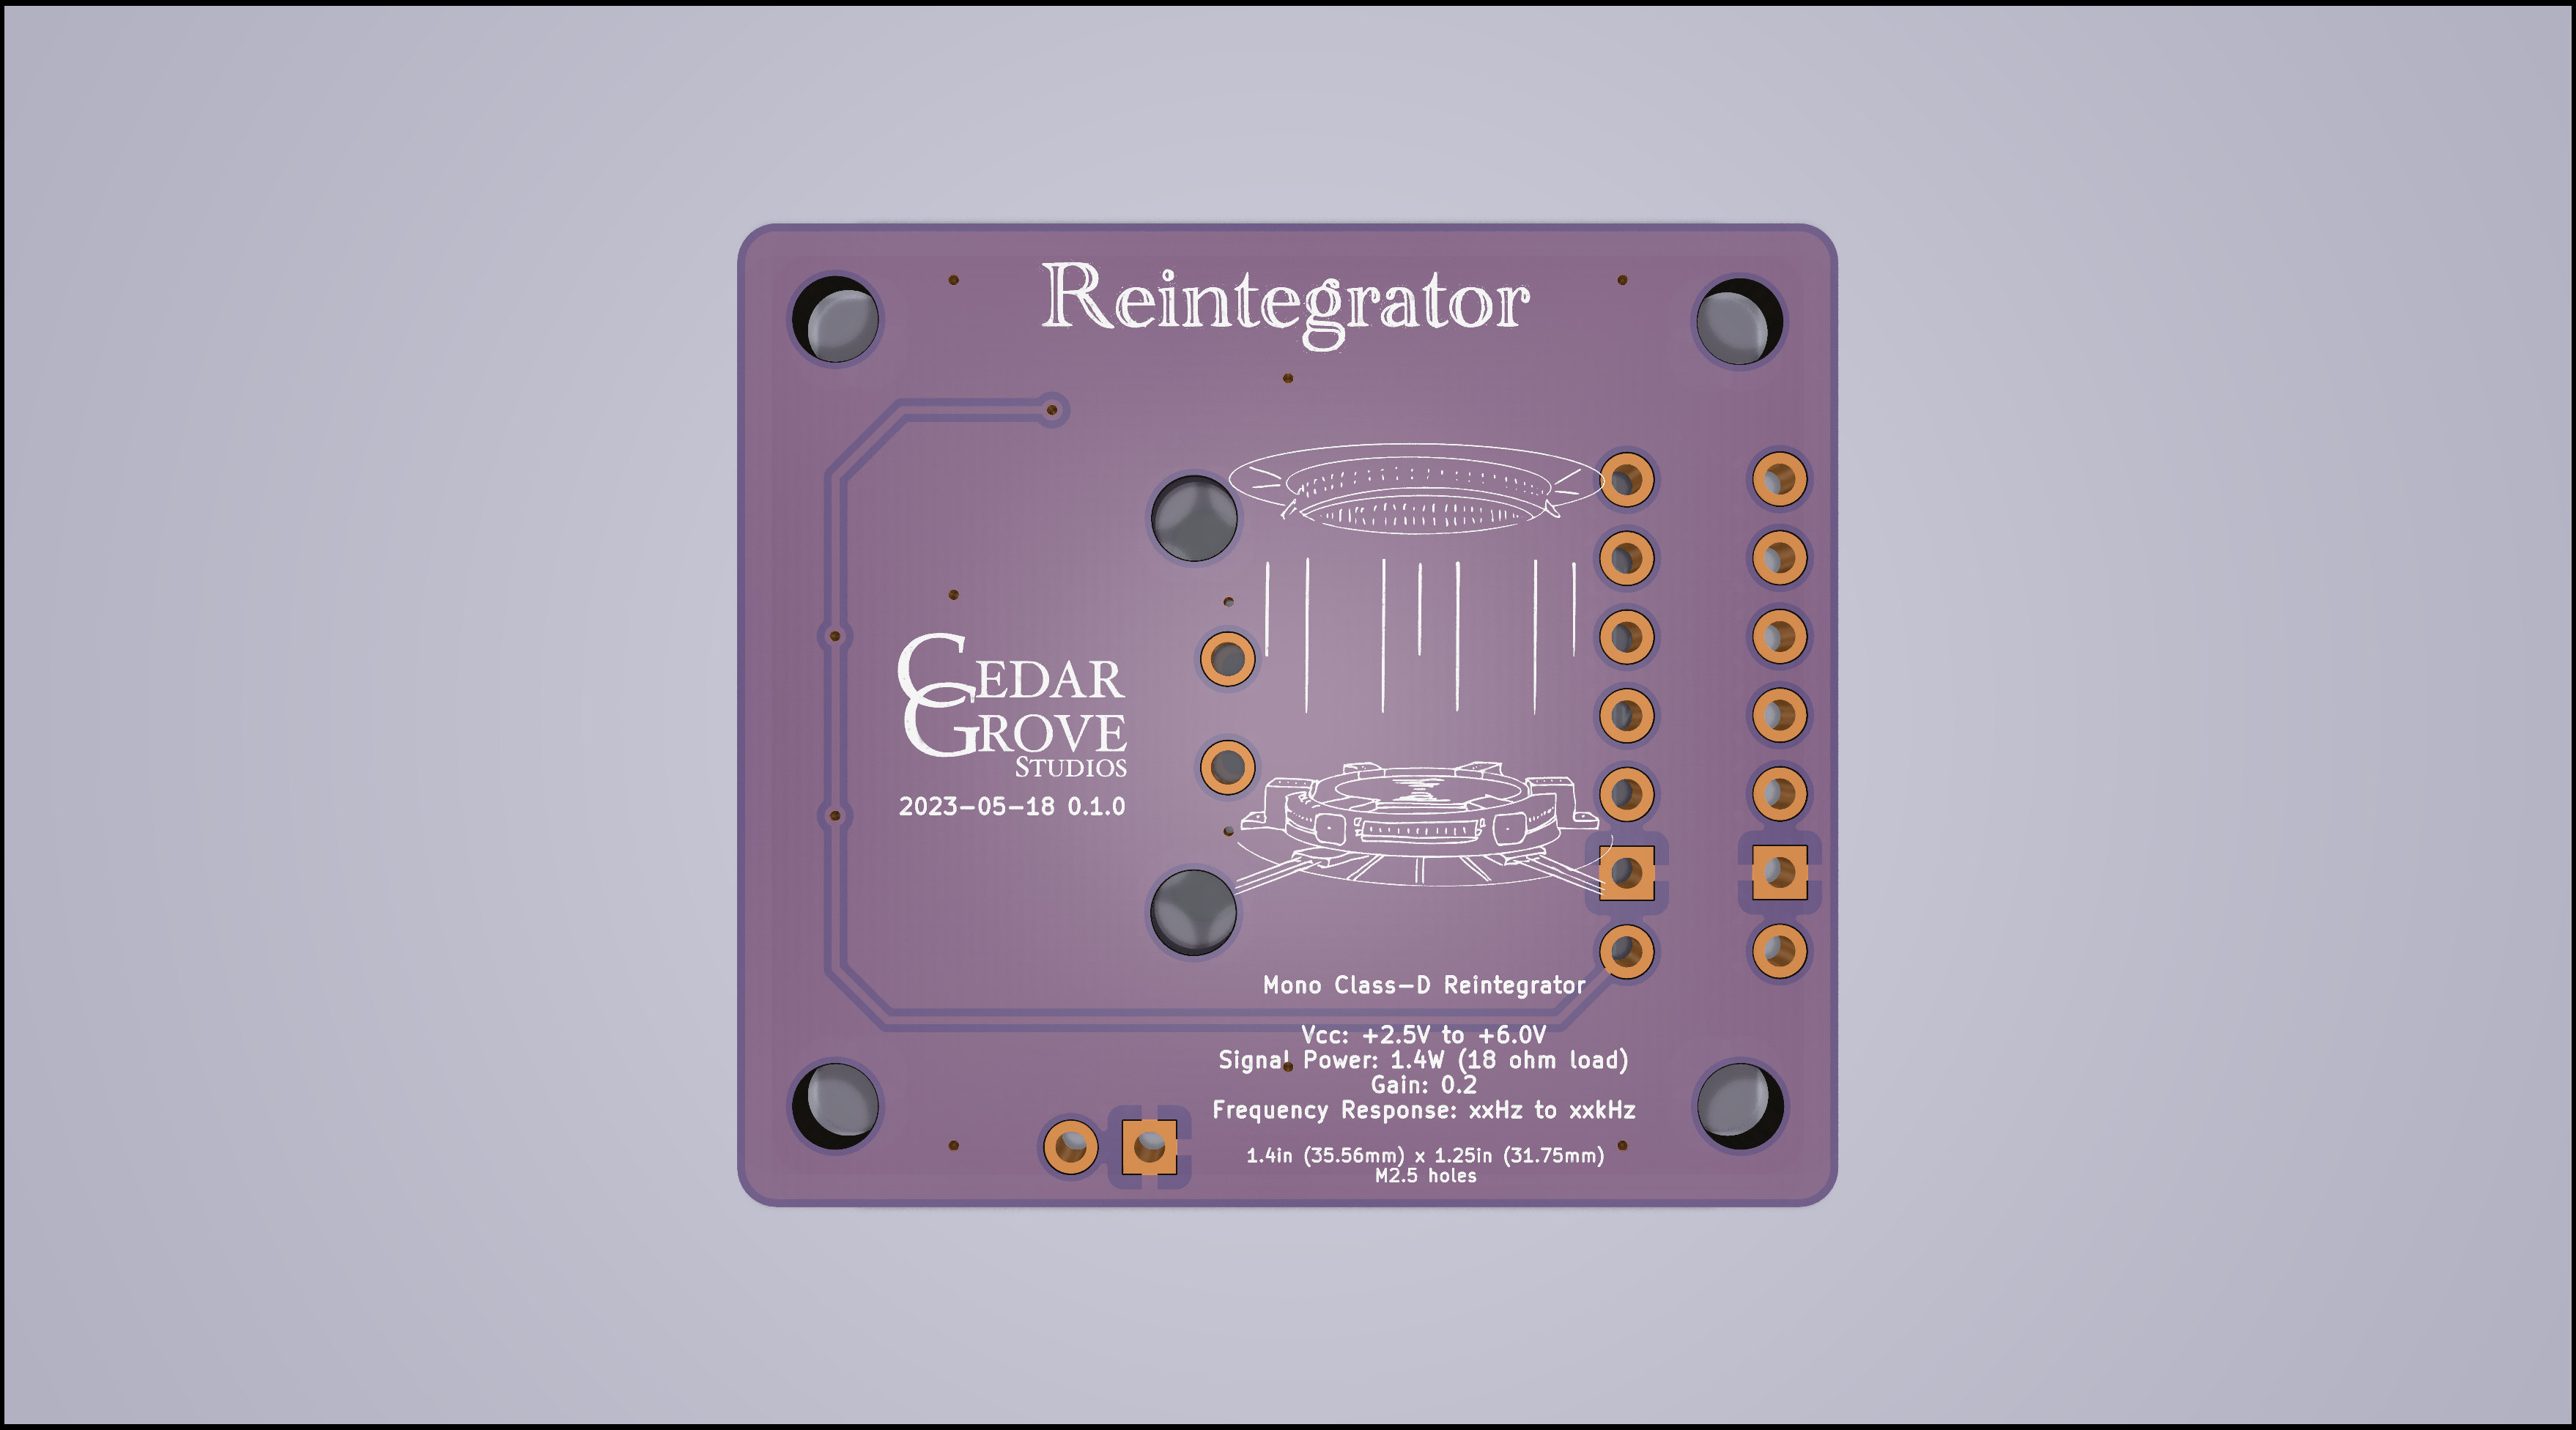 Reintegrator
CEDAR
GROVE
STUDIOS
2023-05-18 0.1.0
Mono Class-D Reintegrator
Vcc: +2.5V to +6.0V
Signal Power: 1.4W (18 ohm load)
Gain: 0.2
Frequency Response: xxHz to xxkHz
1.4in (35.56mm) x 1.25in (31.75mm)
M2.5 holes